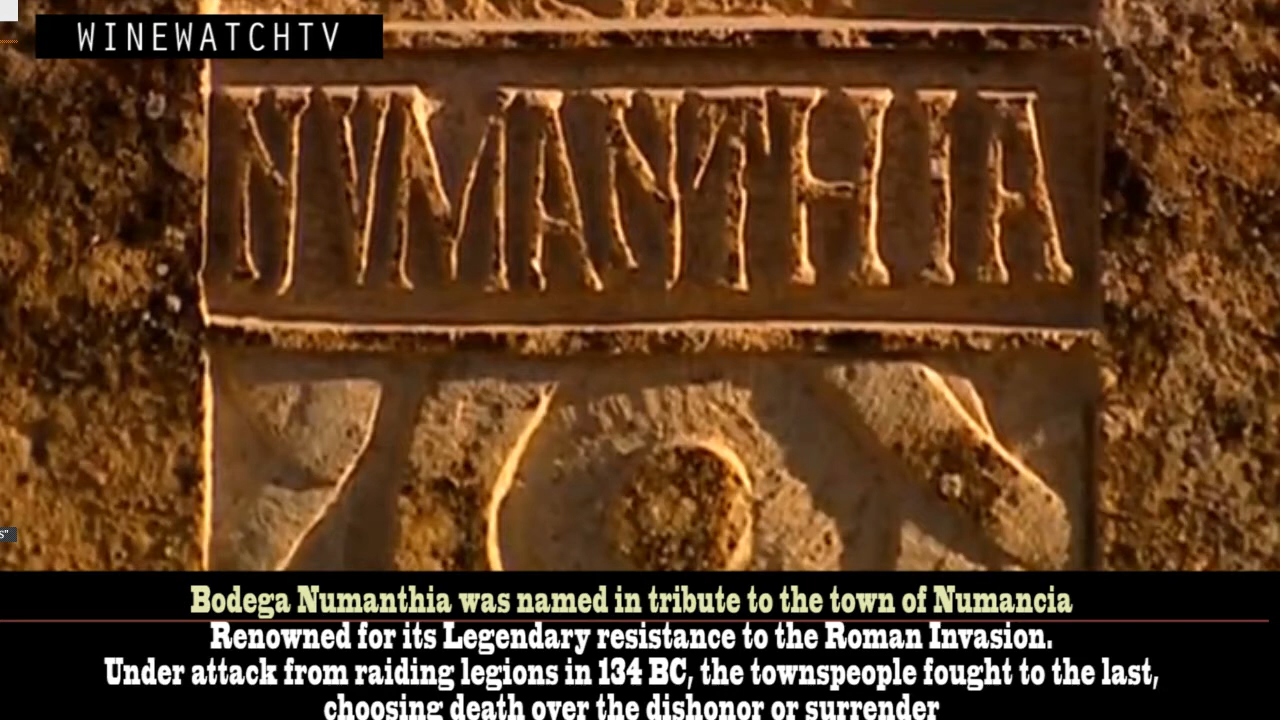 WINEWATCHTV
NVMANTHIA
s"
Bodega Numanthia was named in tribute to the town of Numancia
Renowned for its Legendary resistance to the Roman Invasion.
Under attack from raiding legions in 134 BC, the townspeople fought to the last,
choosing death over the dishonor or surrender